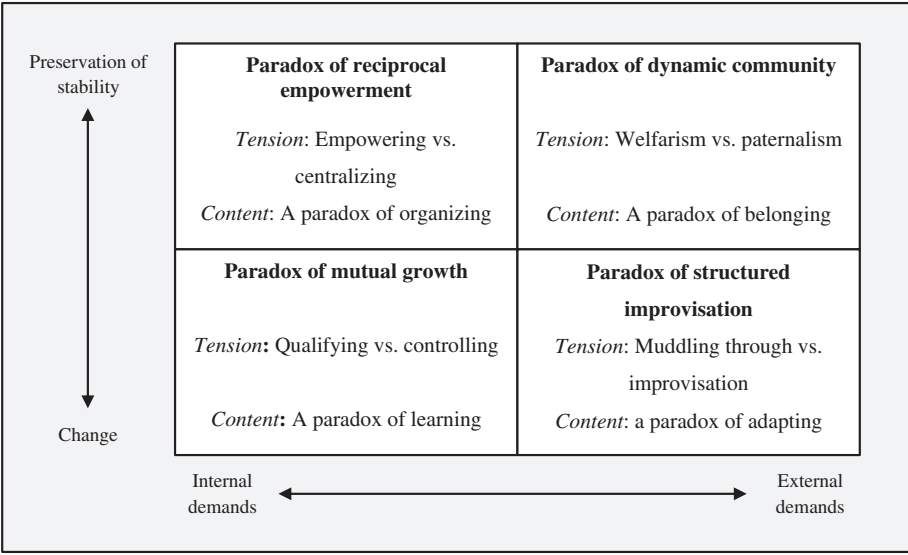 Preservation of
stability
Paradox of reciprocal
empowerment
Tension: Empowering vs.
centralizing
Content: A paradox of organizing
Paradox of dynamic community
Tension: Welfarism vs. paternalism
Content: A paradox of belonging
Paradox of mutual growth
Tension: Qualifying vs. controlling
Content: A paradox of learning
Paradox of structured
improvisation
Tension: Muddling through vs.
improvisation
Content: a paradox of adapting
Change
Internal
demands
External
demands